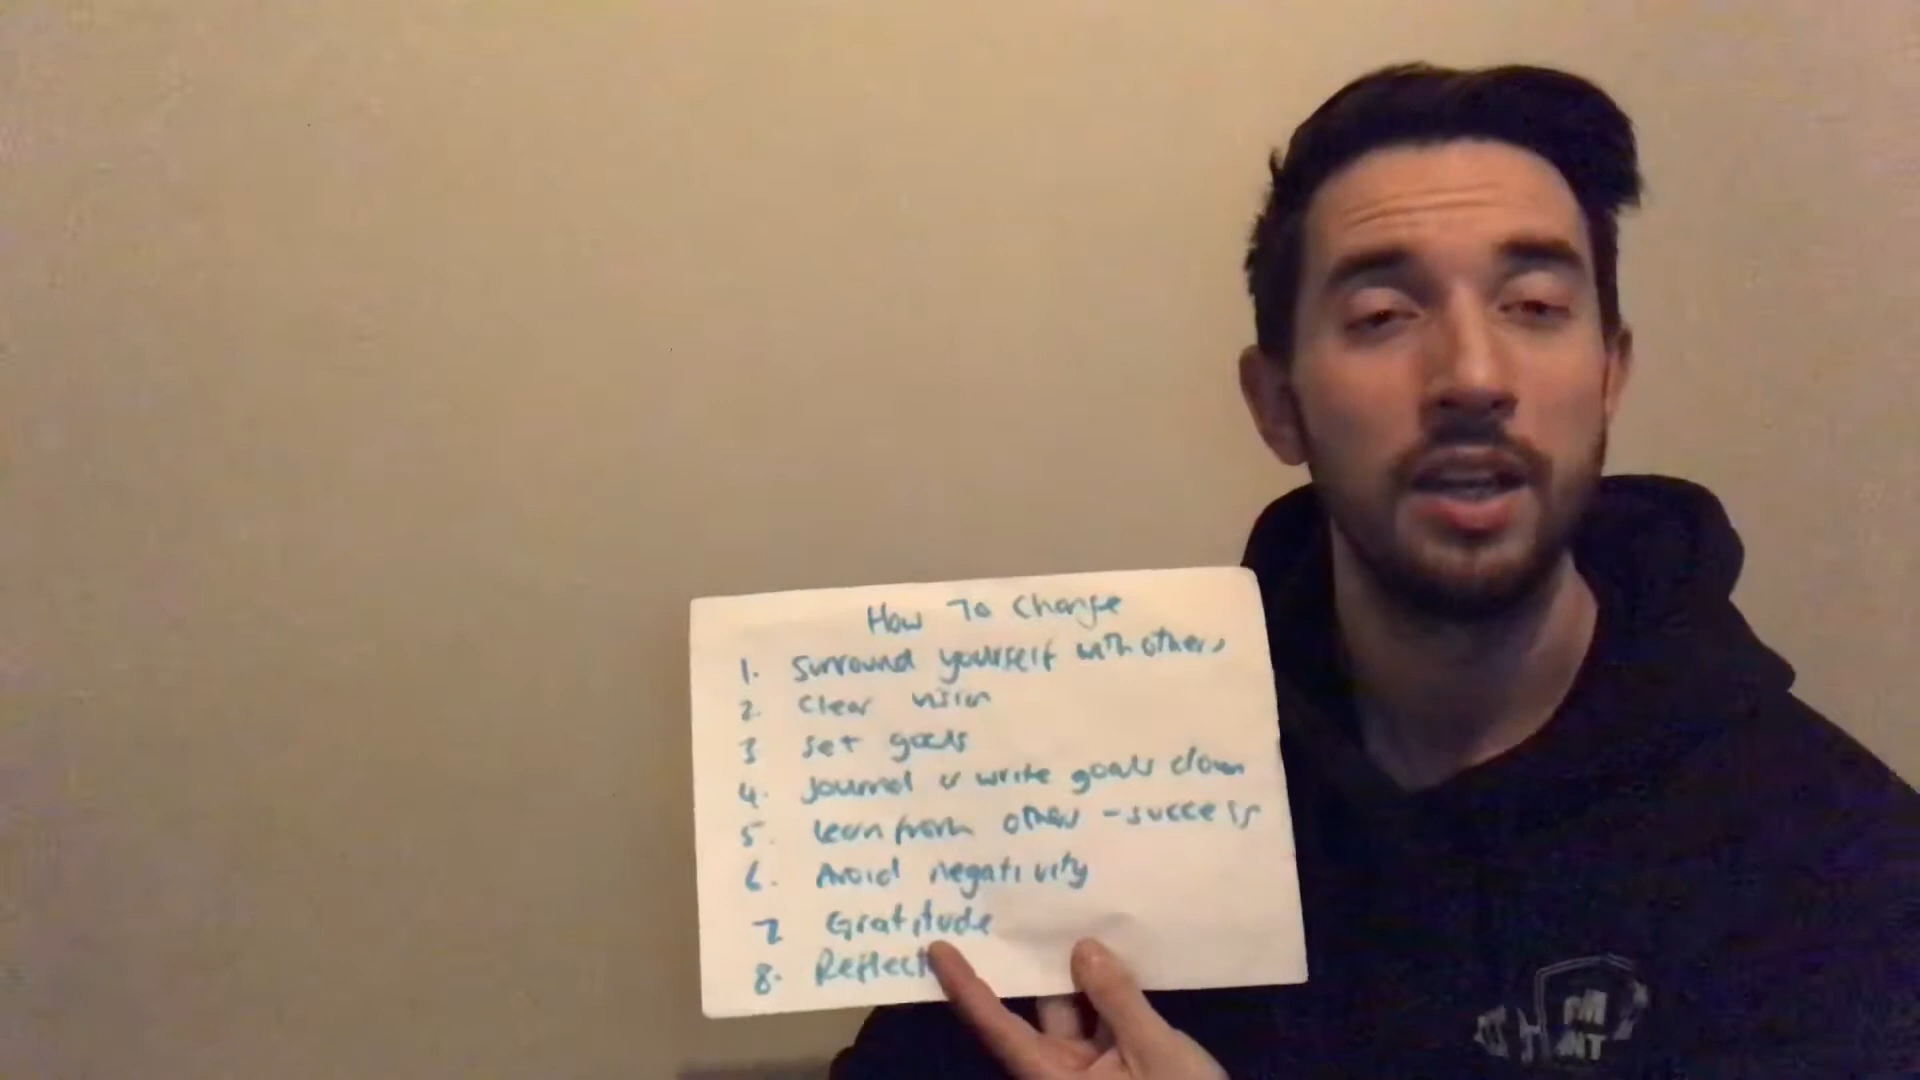 How To Change
1. Surround yourself with others
2. Clear vision
3 Set goals
4. Journal & write goals down
5. learn from others - success
6. Avoid negativity
7 Gratitude
8. Reflect